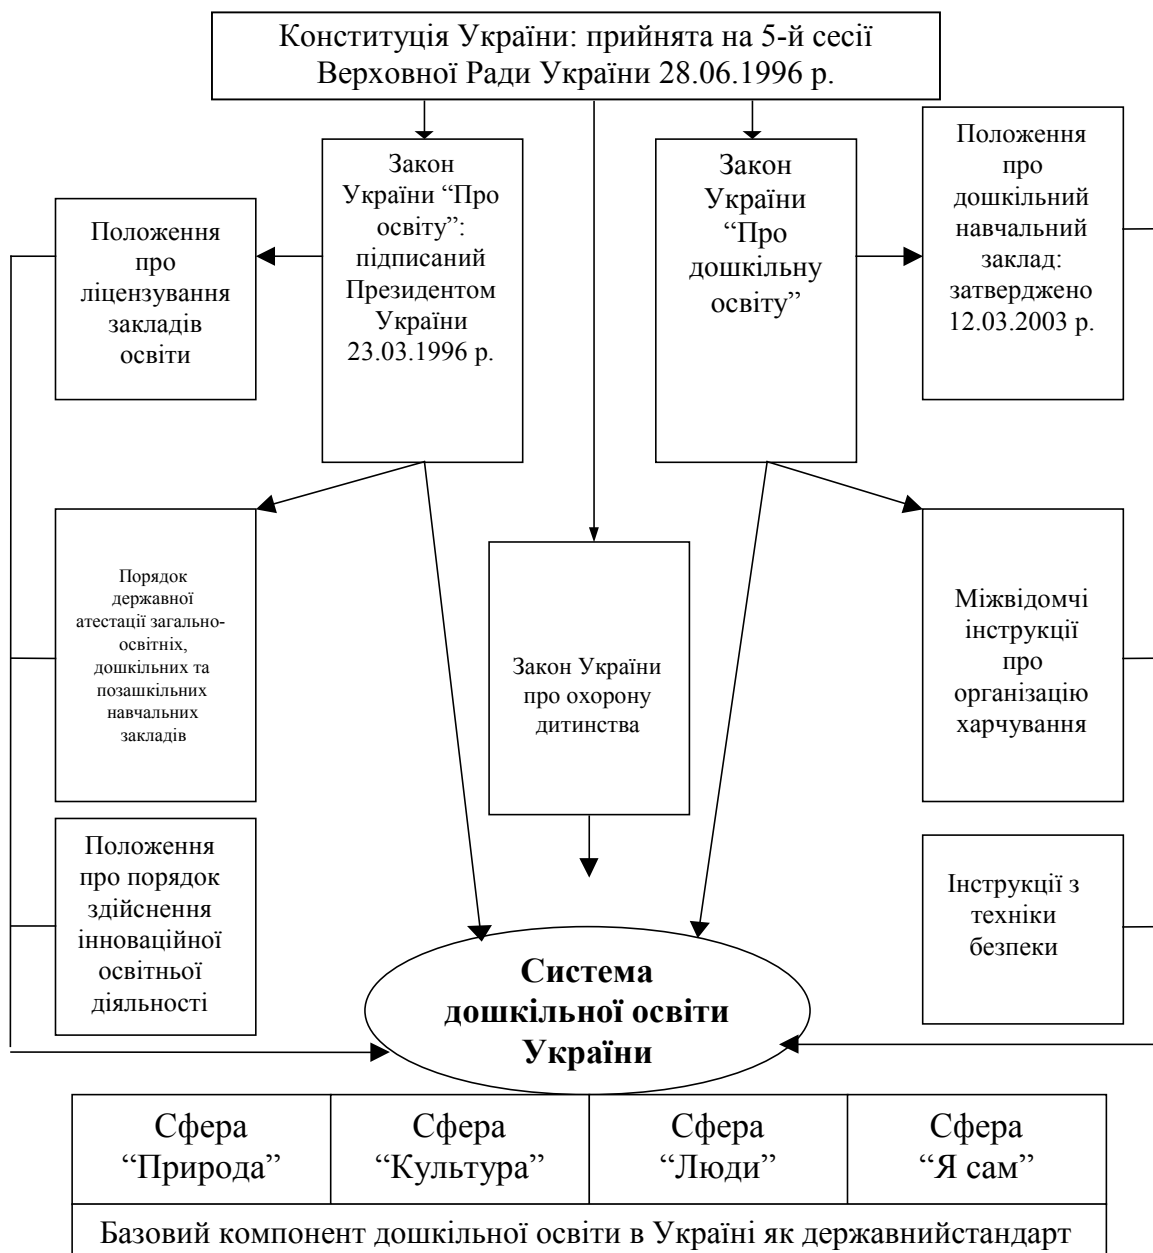 Конституція України: прийнята на 5-й сесії
Верховної Ради України 28.06.1996 р.
Закон
України “Про
освіту”:
підписаний
Президентом
України
23.03.1996 р.
Закон
України
“Про
дошкільну
освіту”
Положення
про
дошкільний
навчальний
заклад:
затверджено
12.03.2003 р.
Положення
про
ліцензування
закладів
освіти
Порядок
державної
атестації загально-
освітніх,
дошкільних та
позашкільних
навчальних
закладів
Закон України
про охорону
дитинства
Міжвідомчі
інструкції
про
організацію
харчування
Положення
про порядок
здійснення
інноваційної
освітньої
діяльності
Інструкції з
техніки
безпеки
Система
дошкільної освіти
України
Сфера
“Природа”
Сфера
“Культура”
Сфера
“Люди”
Сфера
“Я сам”
Базовий компонент дошкільної освіти в Україні як державнийстандарт